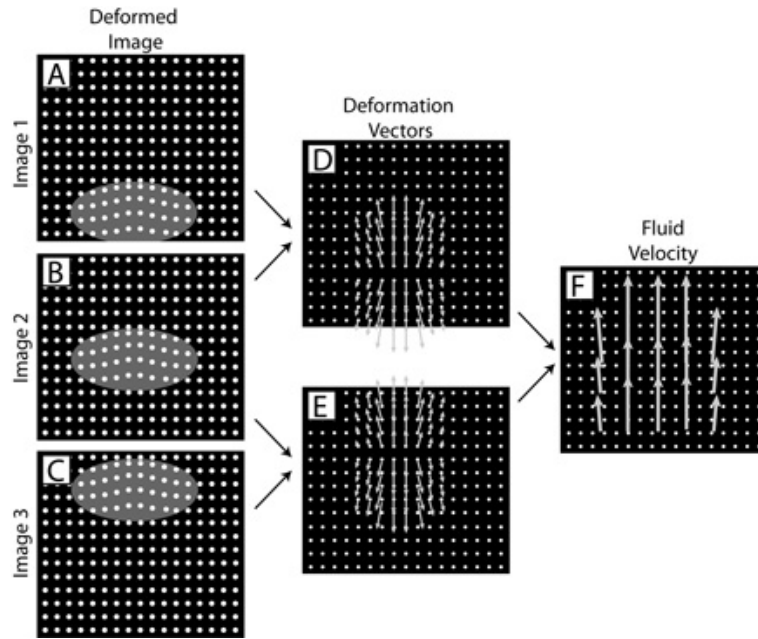 Deformed
Image
A
Image 1
Deformation
Vectors
D
Fluid
Velocity
B
Image 2
F
E
C
Image 3